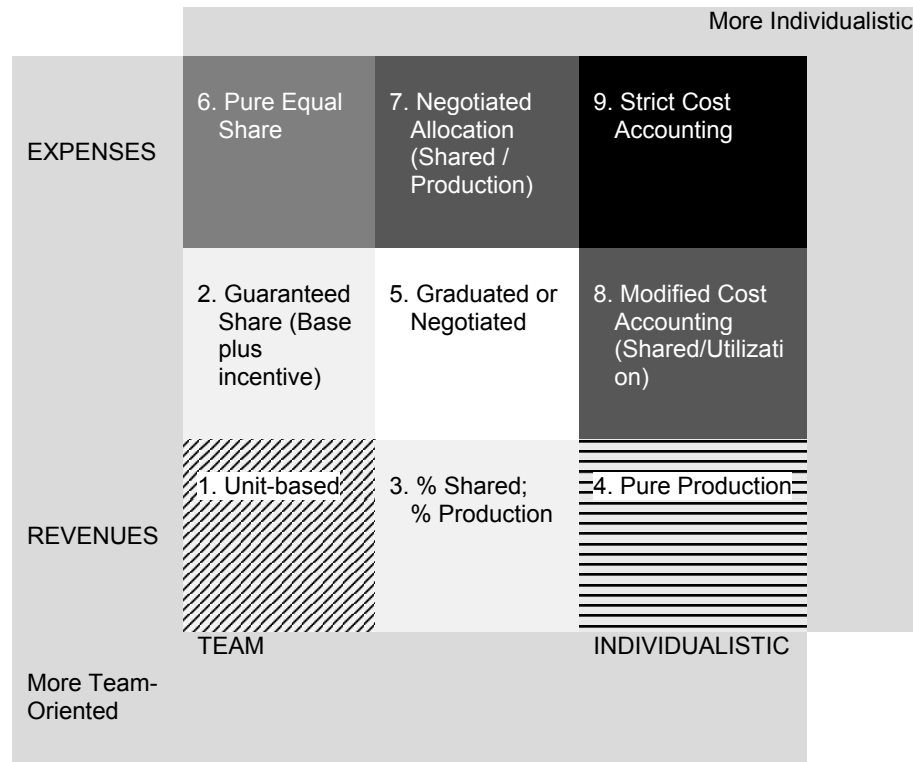 More Individualistic
EXPENSES
6. Pure Equal
Share
7. Negotiated
Allocation
(Shared /
Production)
9. Strict Cost
Accounting
2. Guaranteed
Share (Base
plus
incentive)
5. Graduated or
Negotiated
8. Modified Cost
Accounting
(Shared/Utilizati
on)
REVENUES
1. Unit-based
3. % Shared;
% Production
4. Pure Production
TEAM
INDIVIDUALISTIC
More Team-
Oriented